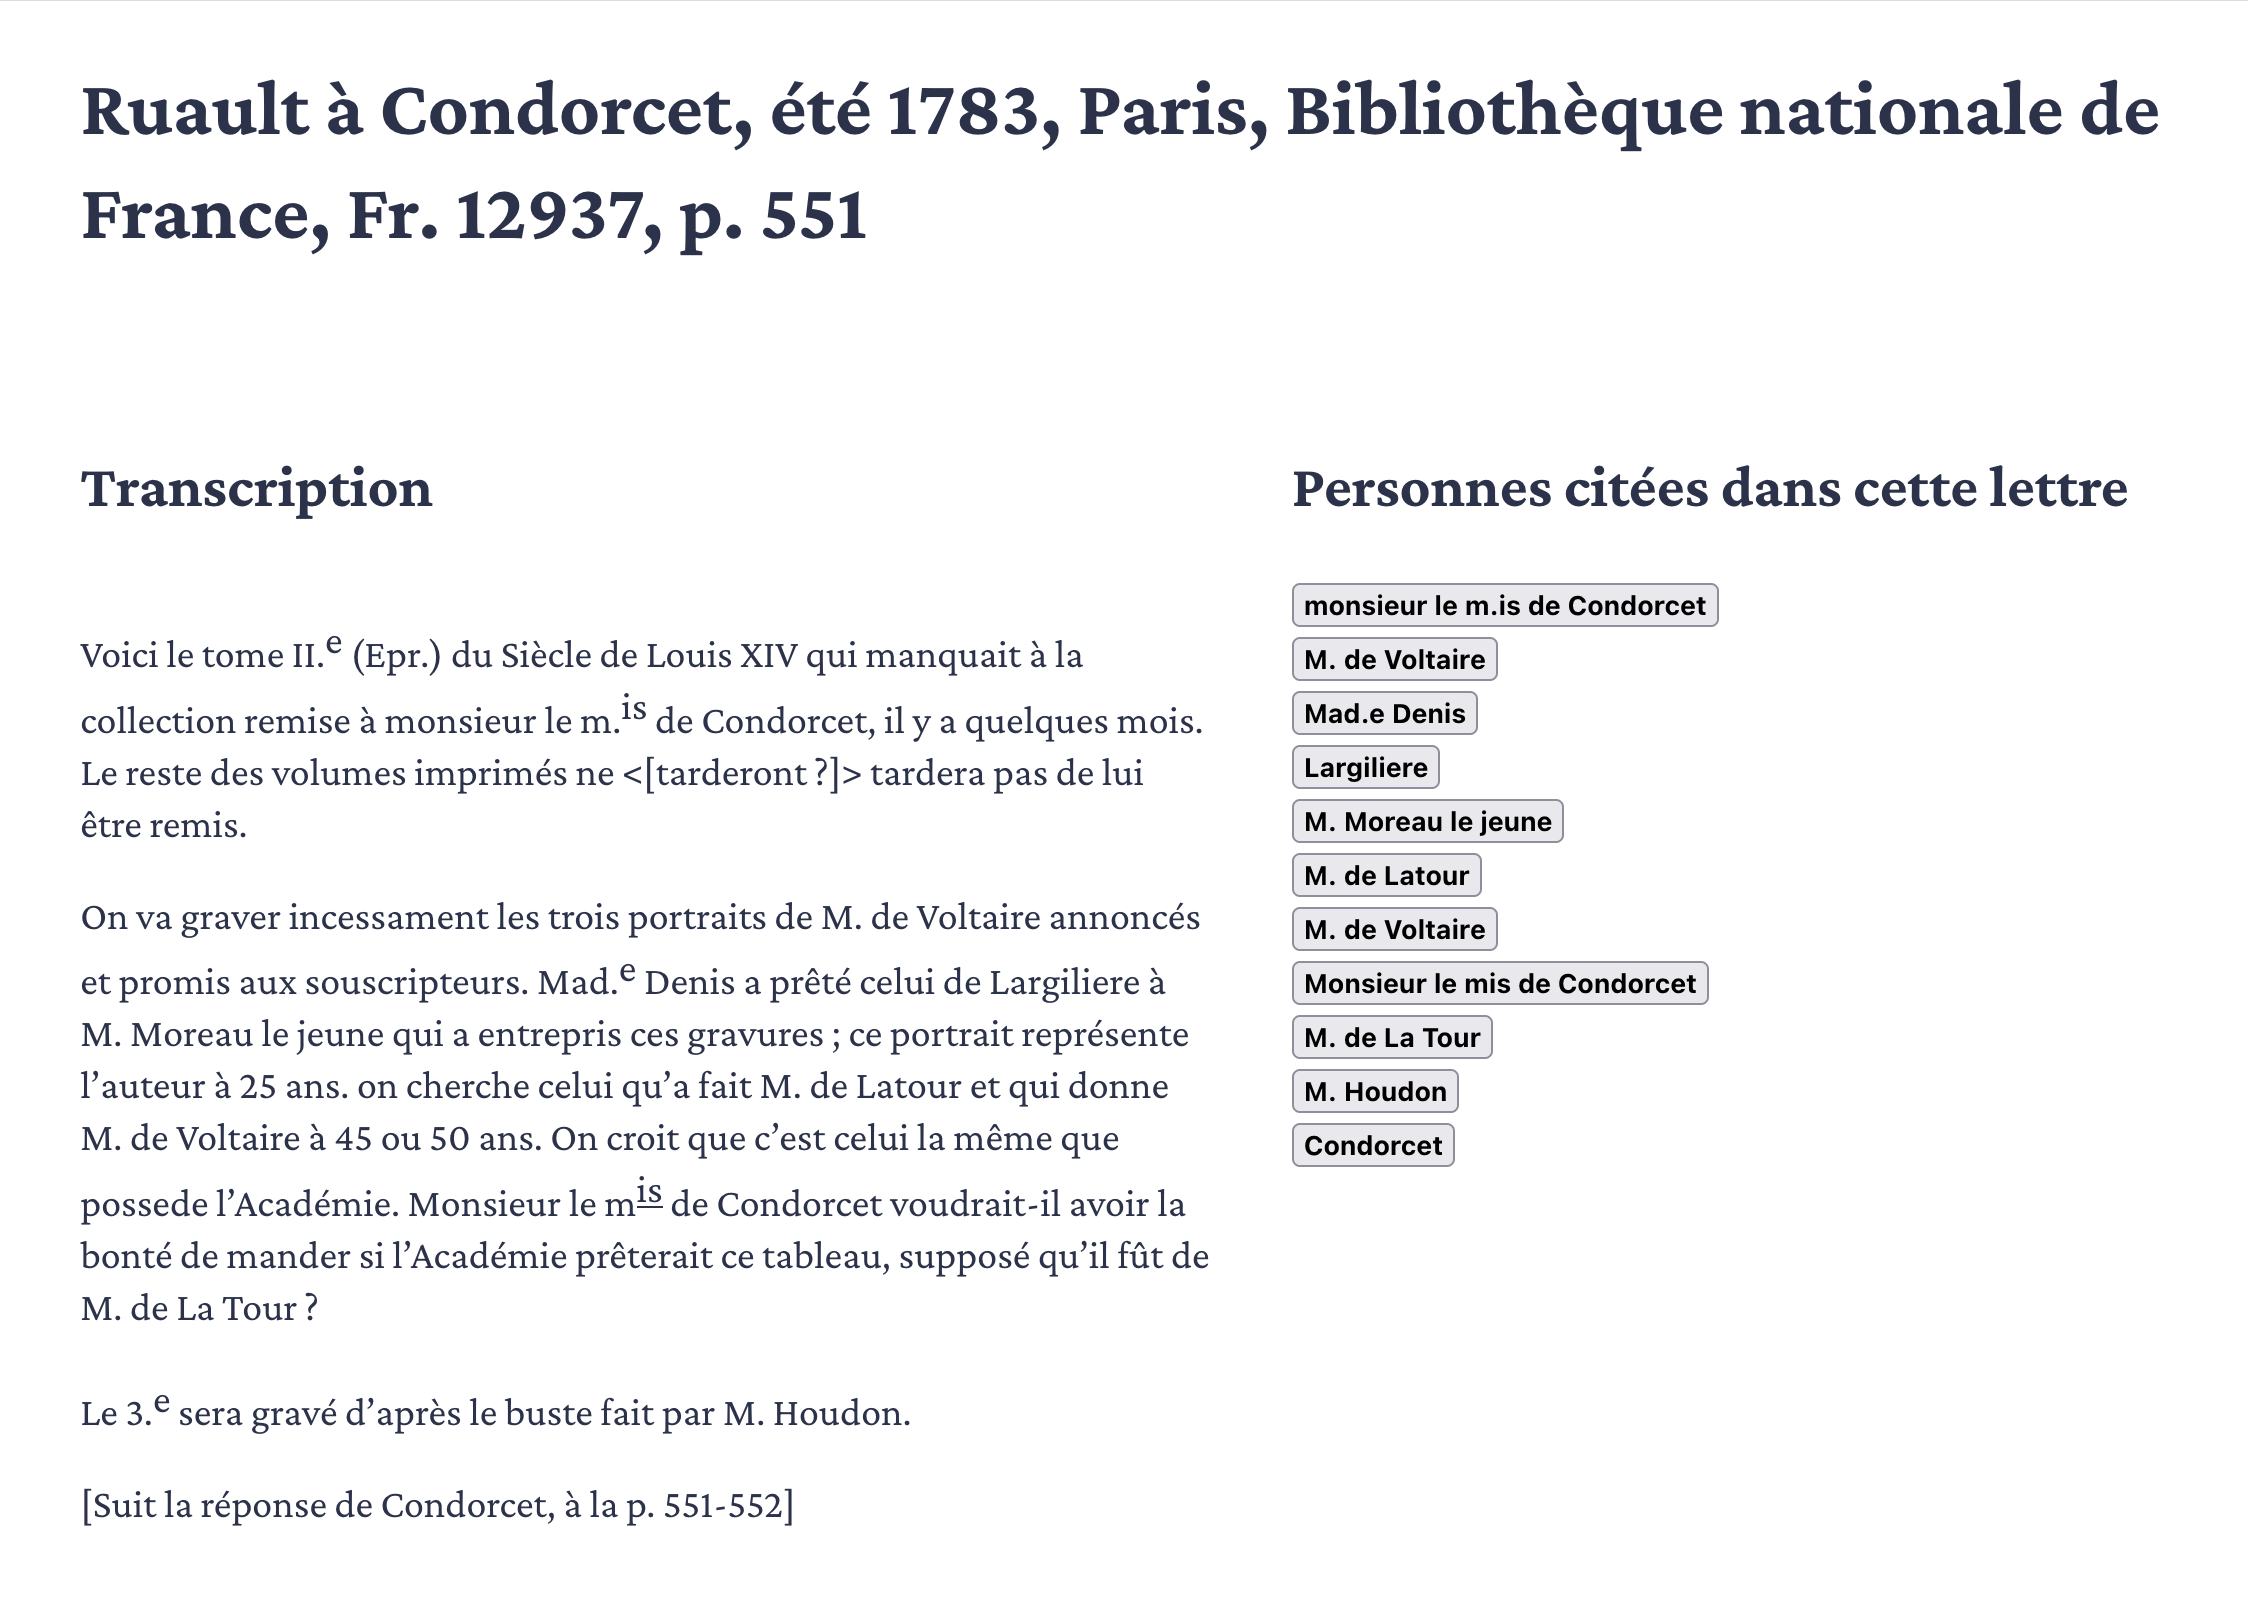 Ruault à Condorcet, été 1783, Paris, Bibliothèque nationale de
France, Fr. 12937, p. 551
Transcription
Voici le tome II.e (Epr.) du Siècle de Louis XIV qui manquait à la
collection remise à monsieur le m.is de Condorcet, il y a quelques mois.
Le reste des volumes imprimés ne <[tarderont ?]> tardera pas de lui
être remis.
On va graver incessament les trois portraits de M. de Voltaire annoncés
et promis aux souscripteurs. Mad.e Denis a prêté celui de Largiliere à
M. Moreau le jeune qui a entrepris ces gravures ; ce portrait représente
l’auteur à 25 ans. on cherche celui qu’a fait M. de Latour et qui donne
M. de Voltaire à 45 ou 50 ans. On croit que c’est celui la même que
possede l’Académie. Monsieur le mis de Condorcet voudrait-il avoir la
bonté de mander si l’Académie prêterait ce tableau, supposé qu’il fût de
M. de La Tour ?
Le 3.e sera gravé d’après le buste fait par M. Houdon.
[Suit la réponse de Condorcet, à la p. 551-552]
Personnes citées dans cette lettre
monsieur le m.is de Condorcet
M. de Voltaire
Mad.e Denis
Largiliere
M. Moreau le jeune
M. de Latour
M. de Voltaire
Monsieur le mis de Condorcet
M. de La Tour
M. Houdon
Condorcet